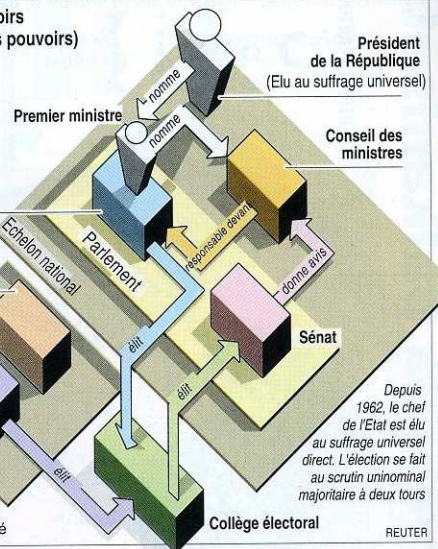 oirs
s pouvoirs)
Président
de la République
(Elu au suffrage universel)
nomme
Premier ministre
nomme
Conseil des
ministres
Echelon national
Parlement
responsable devant
donne avis
Sénat
élit
élit
élit
Depuis
1962, le chef
de l'Etat est élu
au suffrage universel
direct. L'élection se fait
au scrutin uninominal
majoritaire à deux tours
Collège électoral
é
REUTER